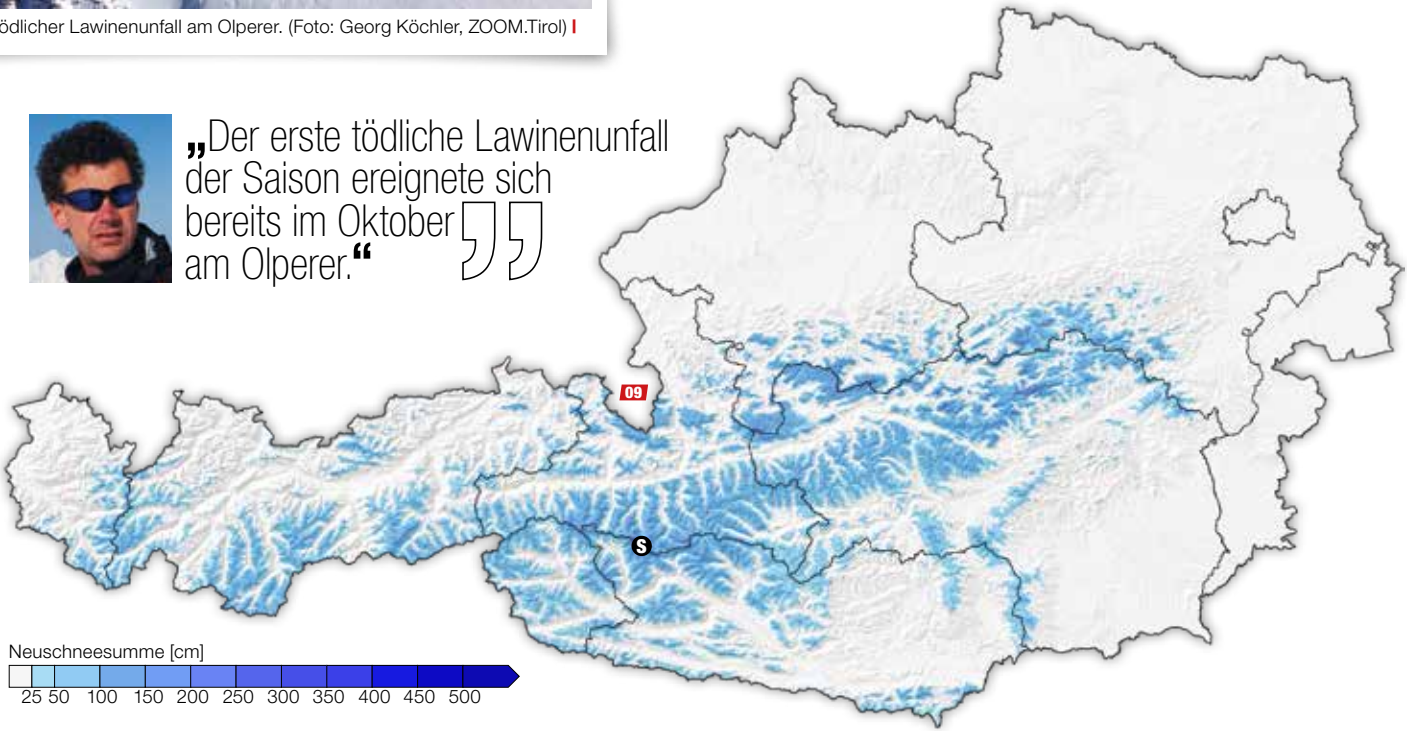 ödlicher Lawinenunfall am Olperer. (Foto: Georg Köchler, ZOOM.Tirol) I
„Der erste tödliche Lawinenunfall
der Saison ereignete sich
bereits im Oktober
am Olperer.“
09
S
Neuschneesumme [cm]
25 50 100 150 200 250 300 350 400 450 500